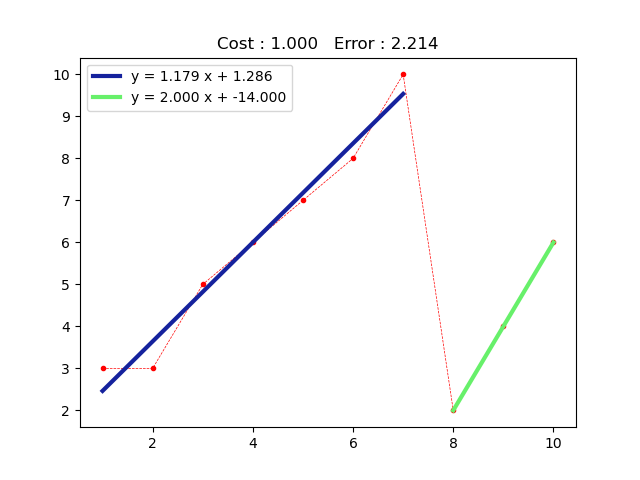 Cost : 1.000   Error : 2.214
y = 1.179 x + 1.286
y = 2.000 x + -14.000
10
9
8
7
6
5
4
3
2
2 4 6 8 10